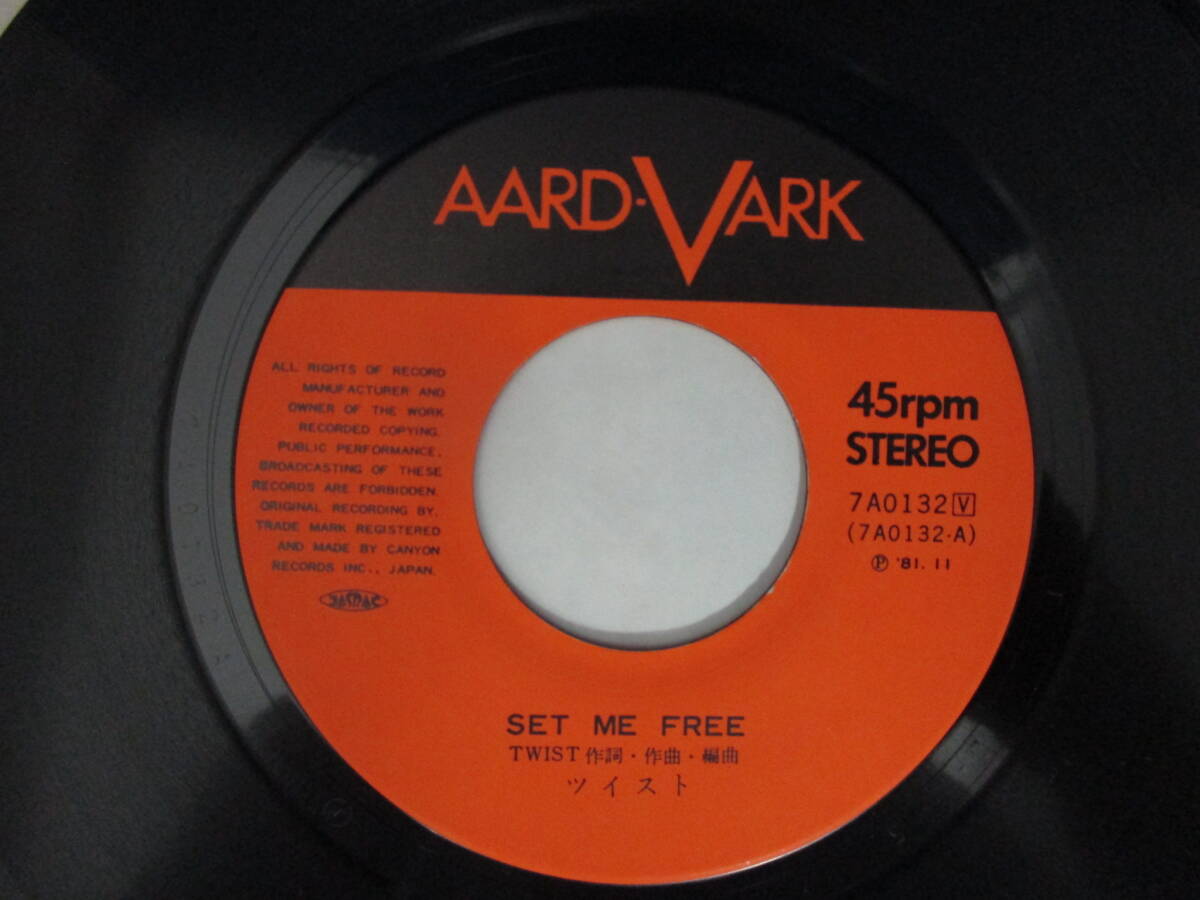 AARD-VARK
ALL RIGHTS OF RECORD
MANUFACTURER AND
OWNER OF THE WORK
RECORDED COPYING.
PUBLIC PERFORMANCE,
BROADCASTING OF THESE
RECORDS ARE FORBIDDEN.
ORIGINAL RECORDING BY.
TRADE MARK REGISTERED
AND MADE BY CANYON
RECORDS INC., JAPAN.
JASRAC
45rpm
STEREO
7A0132 V
(7A0132-A)
Ⓟ '81. 11
SET ME FREE
TWIST 作詞・作曲・編曲
ツイスト